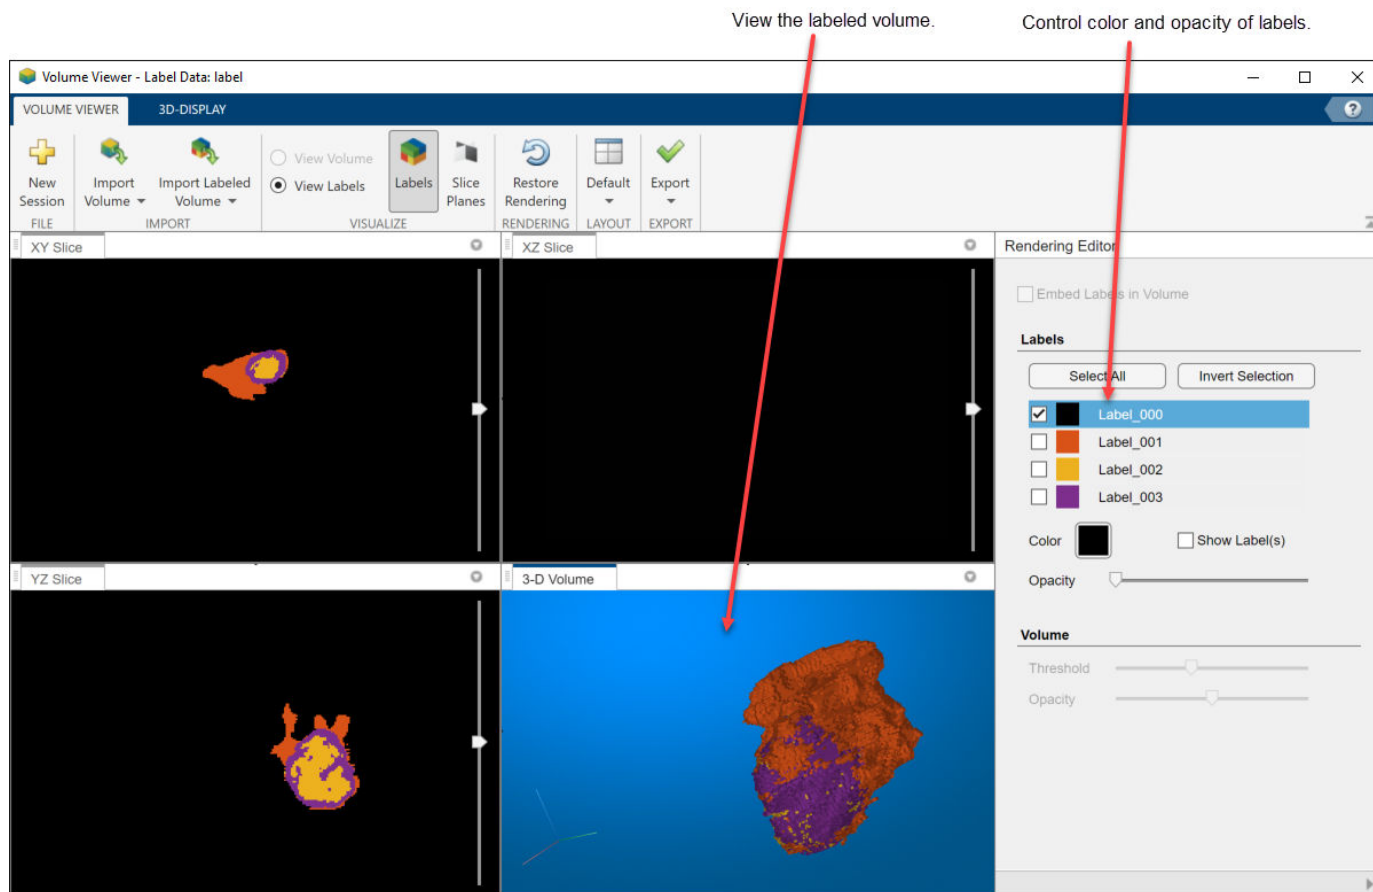 View the labeled volume.
Control color and opacity of labels.
Volume Viewer - Label Data: label
VOLUME VIEWER
3D-DISPLAY
?
New
Session
Import
Volume
Import Labeled
Volume
View Volume
View Labels
Labels
Slice
Planes
Restore
Rendering
Default
Export
FILE
IMPORT
VISUALIZE
RENDERING
LAYOUT
EXPORT
XY Slice
XZ Slice
Rendering Editor
Embed Labels in Volume
Labels
Select All
Invert Selection
Label_000
Label_001
Label_002
Label_003
Color
Show Label(s)
Opacity
YZ Slice
3-D Volume
Volume
Threshold
Opacity